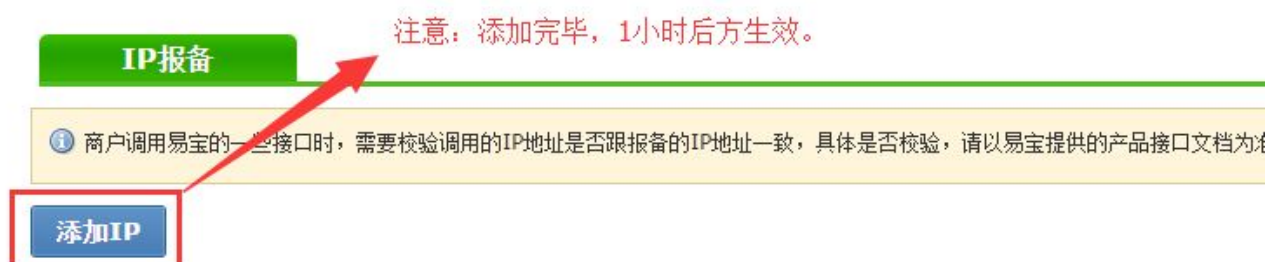 注意：添加完毕，1小时后方生效。
IP报备
商户调用易宝的一些接口时，需要校验调用的IP地址是否跟报备的IP地址一致，具体是否校验，请以易宝提供的产品接口文档为准
添加IP